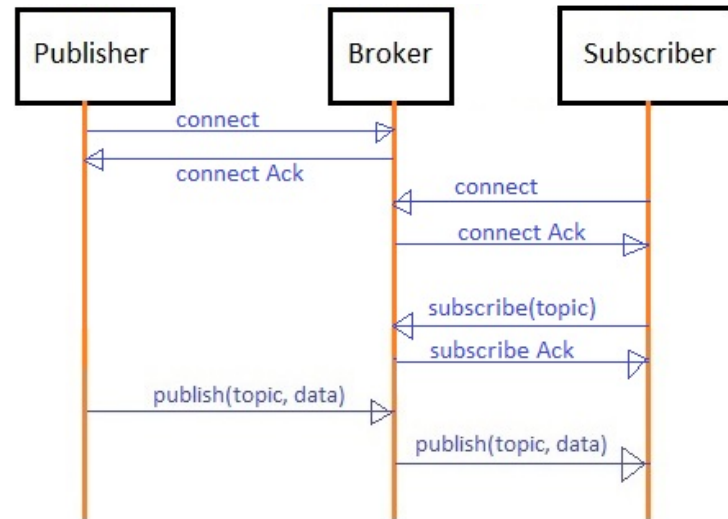 Publisher
Broker
Subscriber
connect
connect Ack
connect
connect Ack
subscribe(topic)
subscribe Ack
publish(topic, data)
publish(topic, data)